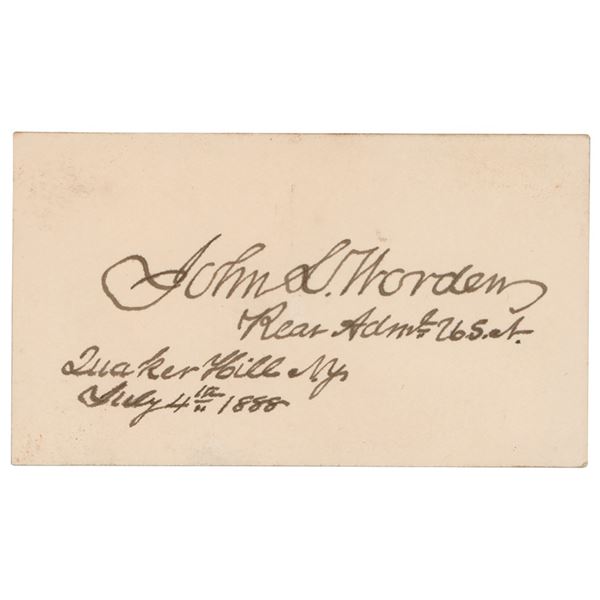 John L. Worden
Rear Adml U.S.N.
Quaker Hill N.Y.
July 4th 1888